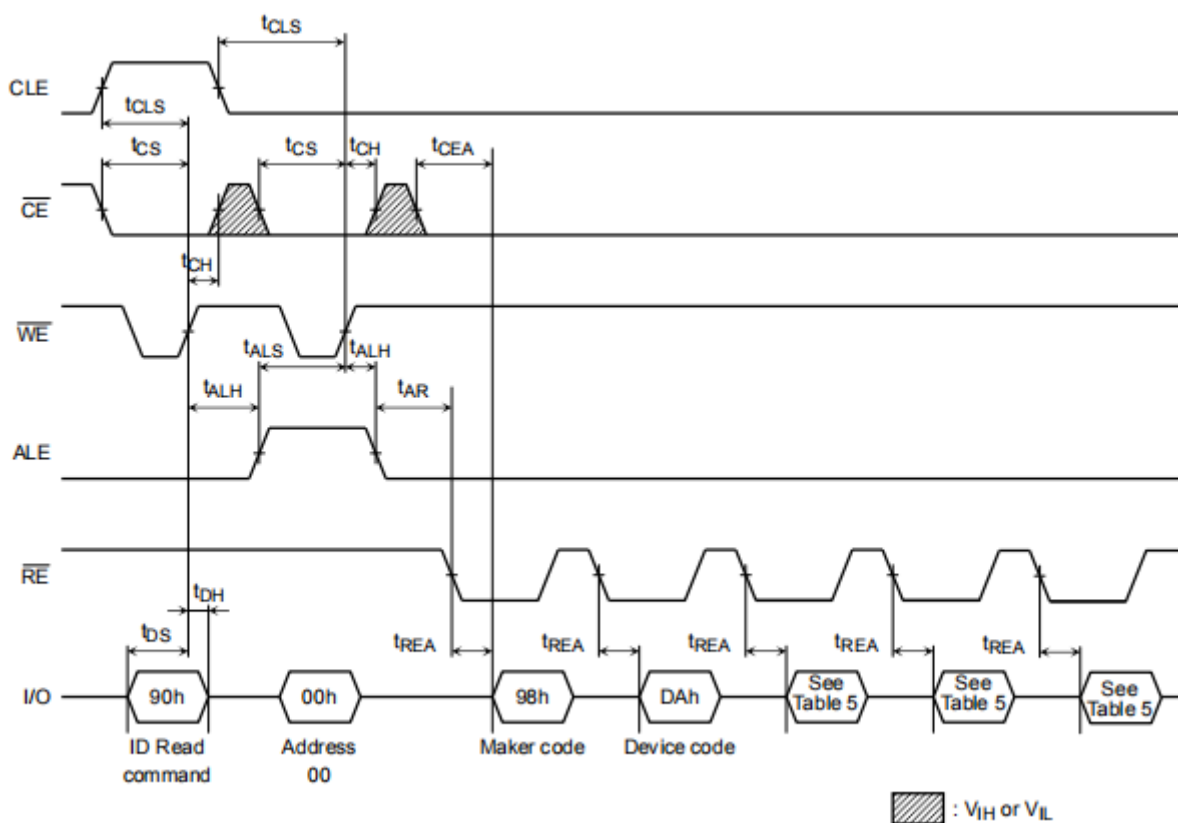 tCLS
CLE
tCLS
tCS
tCS
tCH
tCEA
CE
tCH
WE
tALS
tALH
tALH
tAR
ALE
RE
tDH
tDS
tREA
tREA
tREA
tREA
tREA
I/O
90h
00h
98h
DAh
See
Table 5
See
Table 5
See
Table 5
ID Read
command
Address
00
Maker code
Device code
: VIH or VIL